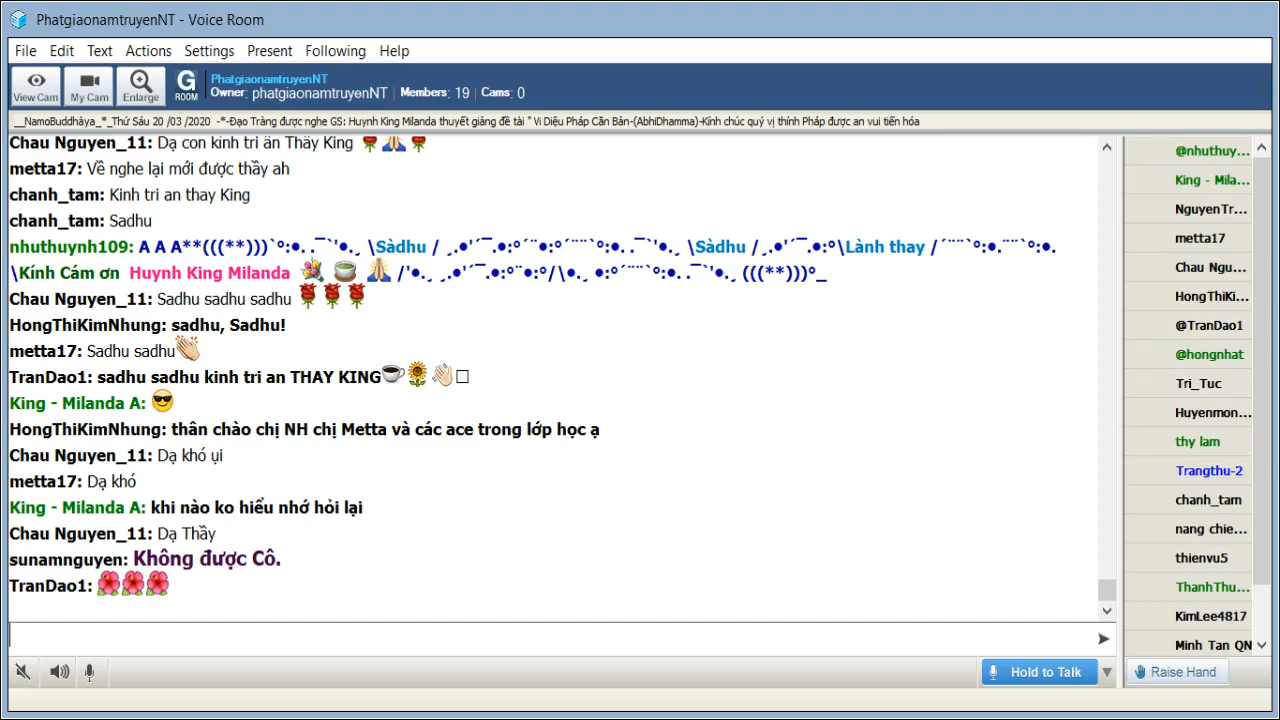 PhatgiaonamtruyenNT - Voice Room
File Edit Text Actions Settings Present Following Help
View Cam My Cam Enlarge G ROOM
PhatgiaonamtruyenNT
Owner: phatgiaonamtruyenNT Members: 19 Cams: 0
__NamoBuddhàya_*_Thứ Sáu 20 /03 /2020 -*-Đạo Tràng được nghe GS: Huynh King Milanda thuyết giảng đề tài " Vi Diệu Pháp Căn Bản-(AbhiDhamma)-Kính chúc quý vị thính Pháp được an vui tiến hóa
Chau Nguyen_11: Dạ con kinh tri ăn Thäy King 🌹🙏🌹
metta17: Về nghe lại mới được thầy ah
chanh_tam: Kinh tri an thay King
chanh_tam: Sadhu
nhuthuynh109: A A A**(((**)))`°:•. .¯`'•.¸ \Sàdhu / ¸.•'´¯.•:°´¨•:°´¨¨`°:•. .¯`'•.¸ \Sàdhu / ¸.•'´¯.•:°\Lành thay /´¨¨`°:•.¨¨`°:•.
\Kính Cám ơn Huynh King Milanda 💐 🍵 🙏 /'•.¸ ¸.•'´¯.•:°¨•:°/\•.¸ •:°´¨¨`°:•. .¯`'•.¸ (((**)))°_
Chau Nguyen_11: Sadhu sadhu sadhu 🌹🌹🌹
HongThiKimNhung: sadhu, Sadhu!
metta17: Sadhu sadhu👏
TranDao1: sadhu sadhu kinh tri an THAY KING☕🌻👋□
King - Milanda A: 😎
HongThiKimNhung: thân chào chị NH chị Metta và các ace trong lớp học ạ
Chau Nguyen_11: Dạ khó ụi
metta17: Dạ khó
King - Milanda A: khi nào ko hiểu nhớ hỏi lại
Chau Nguyen_11: Dạ Thầy
sunamnguyen: Không được Cô.
TranDao1: 🌺🌺🌺
@nhuthuy...
King - Mila...
NguyenTr...
metta17
Chau Ngu...
HongThiKi...
@TranDao1
@hongnhat
Tri_Tuc
Huyenmon...
thy lam
Trangthu-2
chanh_tam
nang chie...
thienvu5
ThanhThu...
KimLee4817
Minh Tan QN
Hold to Talk
Raise Hand